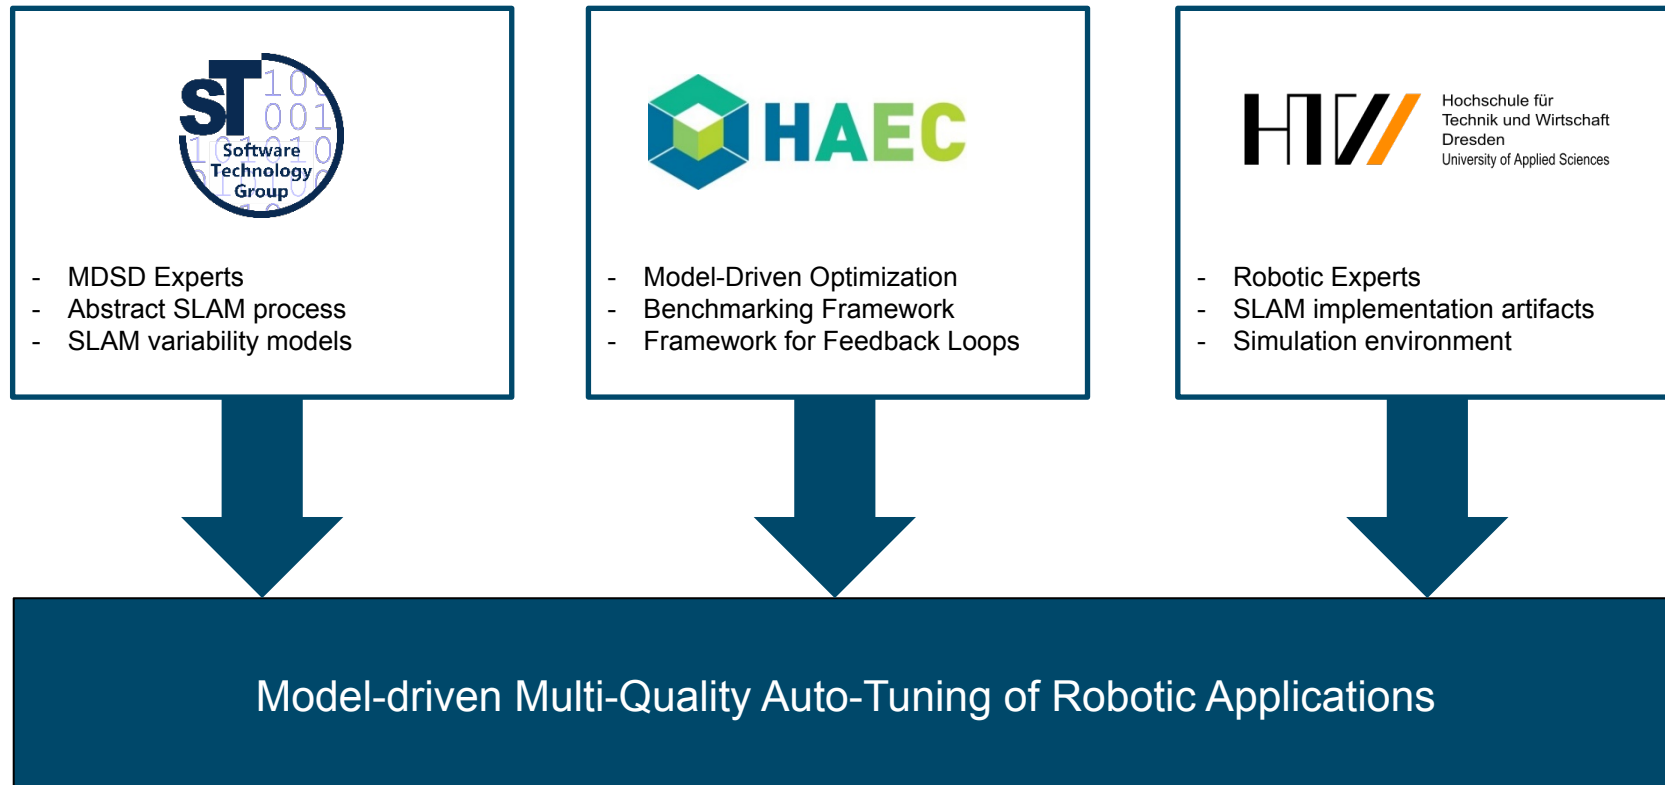 ST
Software
Technology
Group
- MDSD Experts
- Abstract SLAM process
- SLAM variability models
HAEC
- Model-Driven Optimization
- Benchmarking Framework
- Framework for Feedback Loops
HTW
Hochschule für
Technik und Wirtschaft
Dresden
University of Applied Sciences
- Robotic Experts
- SLAM implementation artifacts
- Simulation environment
Model-driven Multi-Quality Auto-Tuning of Robotic Applications